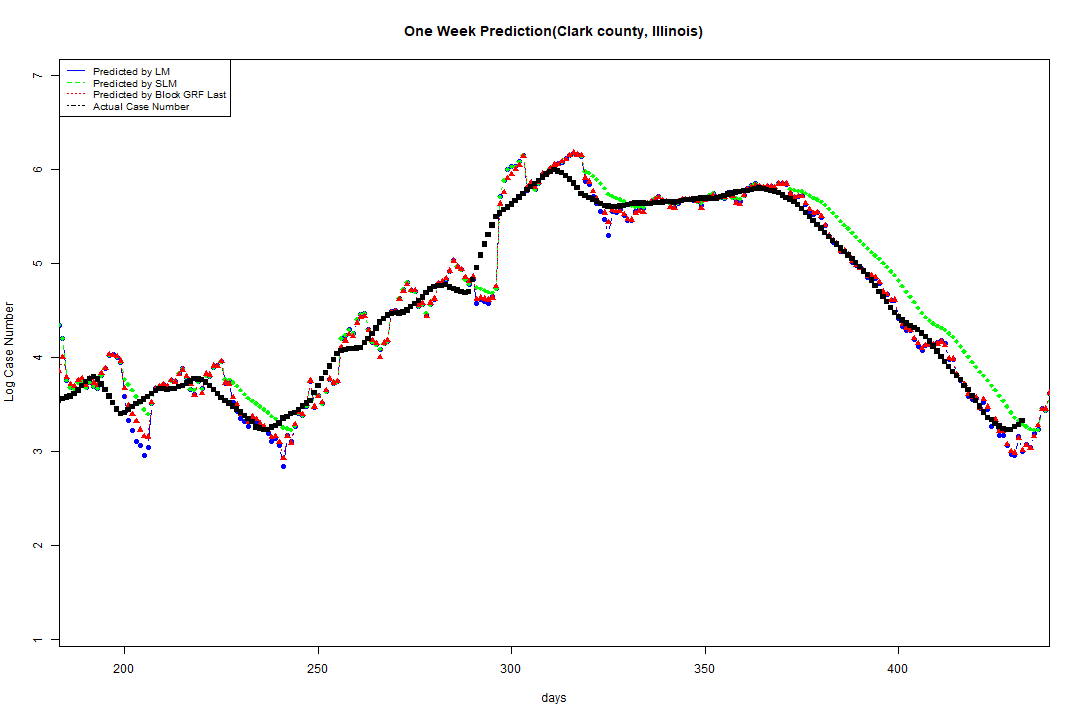 One Week Prediction(Clark county, Illinois)
Predicted by LM
Predicted by SLM
Predicted by Block GRF Last
Actual Case Number
7
6
5
4
3
2
1
Log Case Number
200 250 300 350 400
days